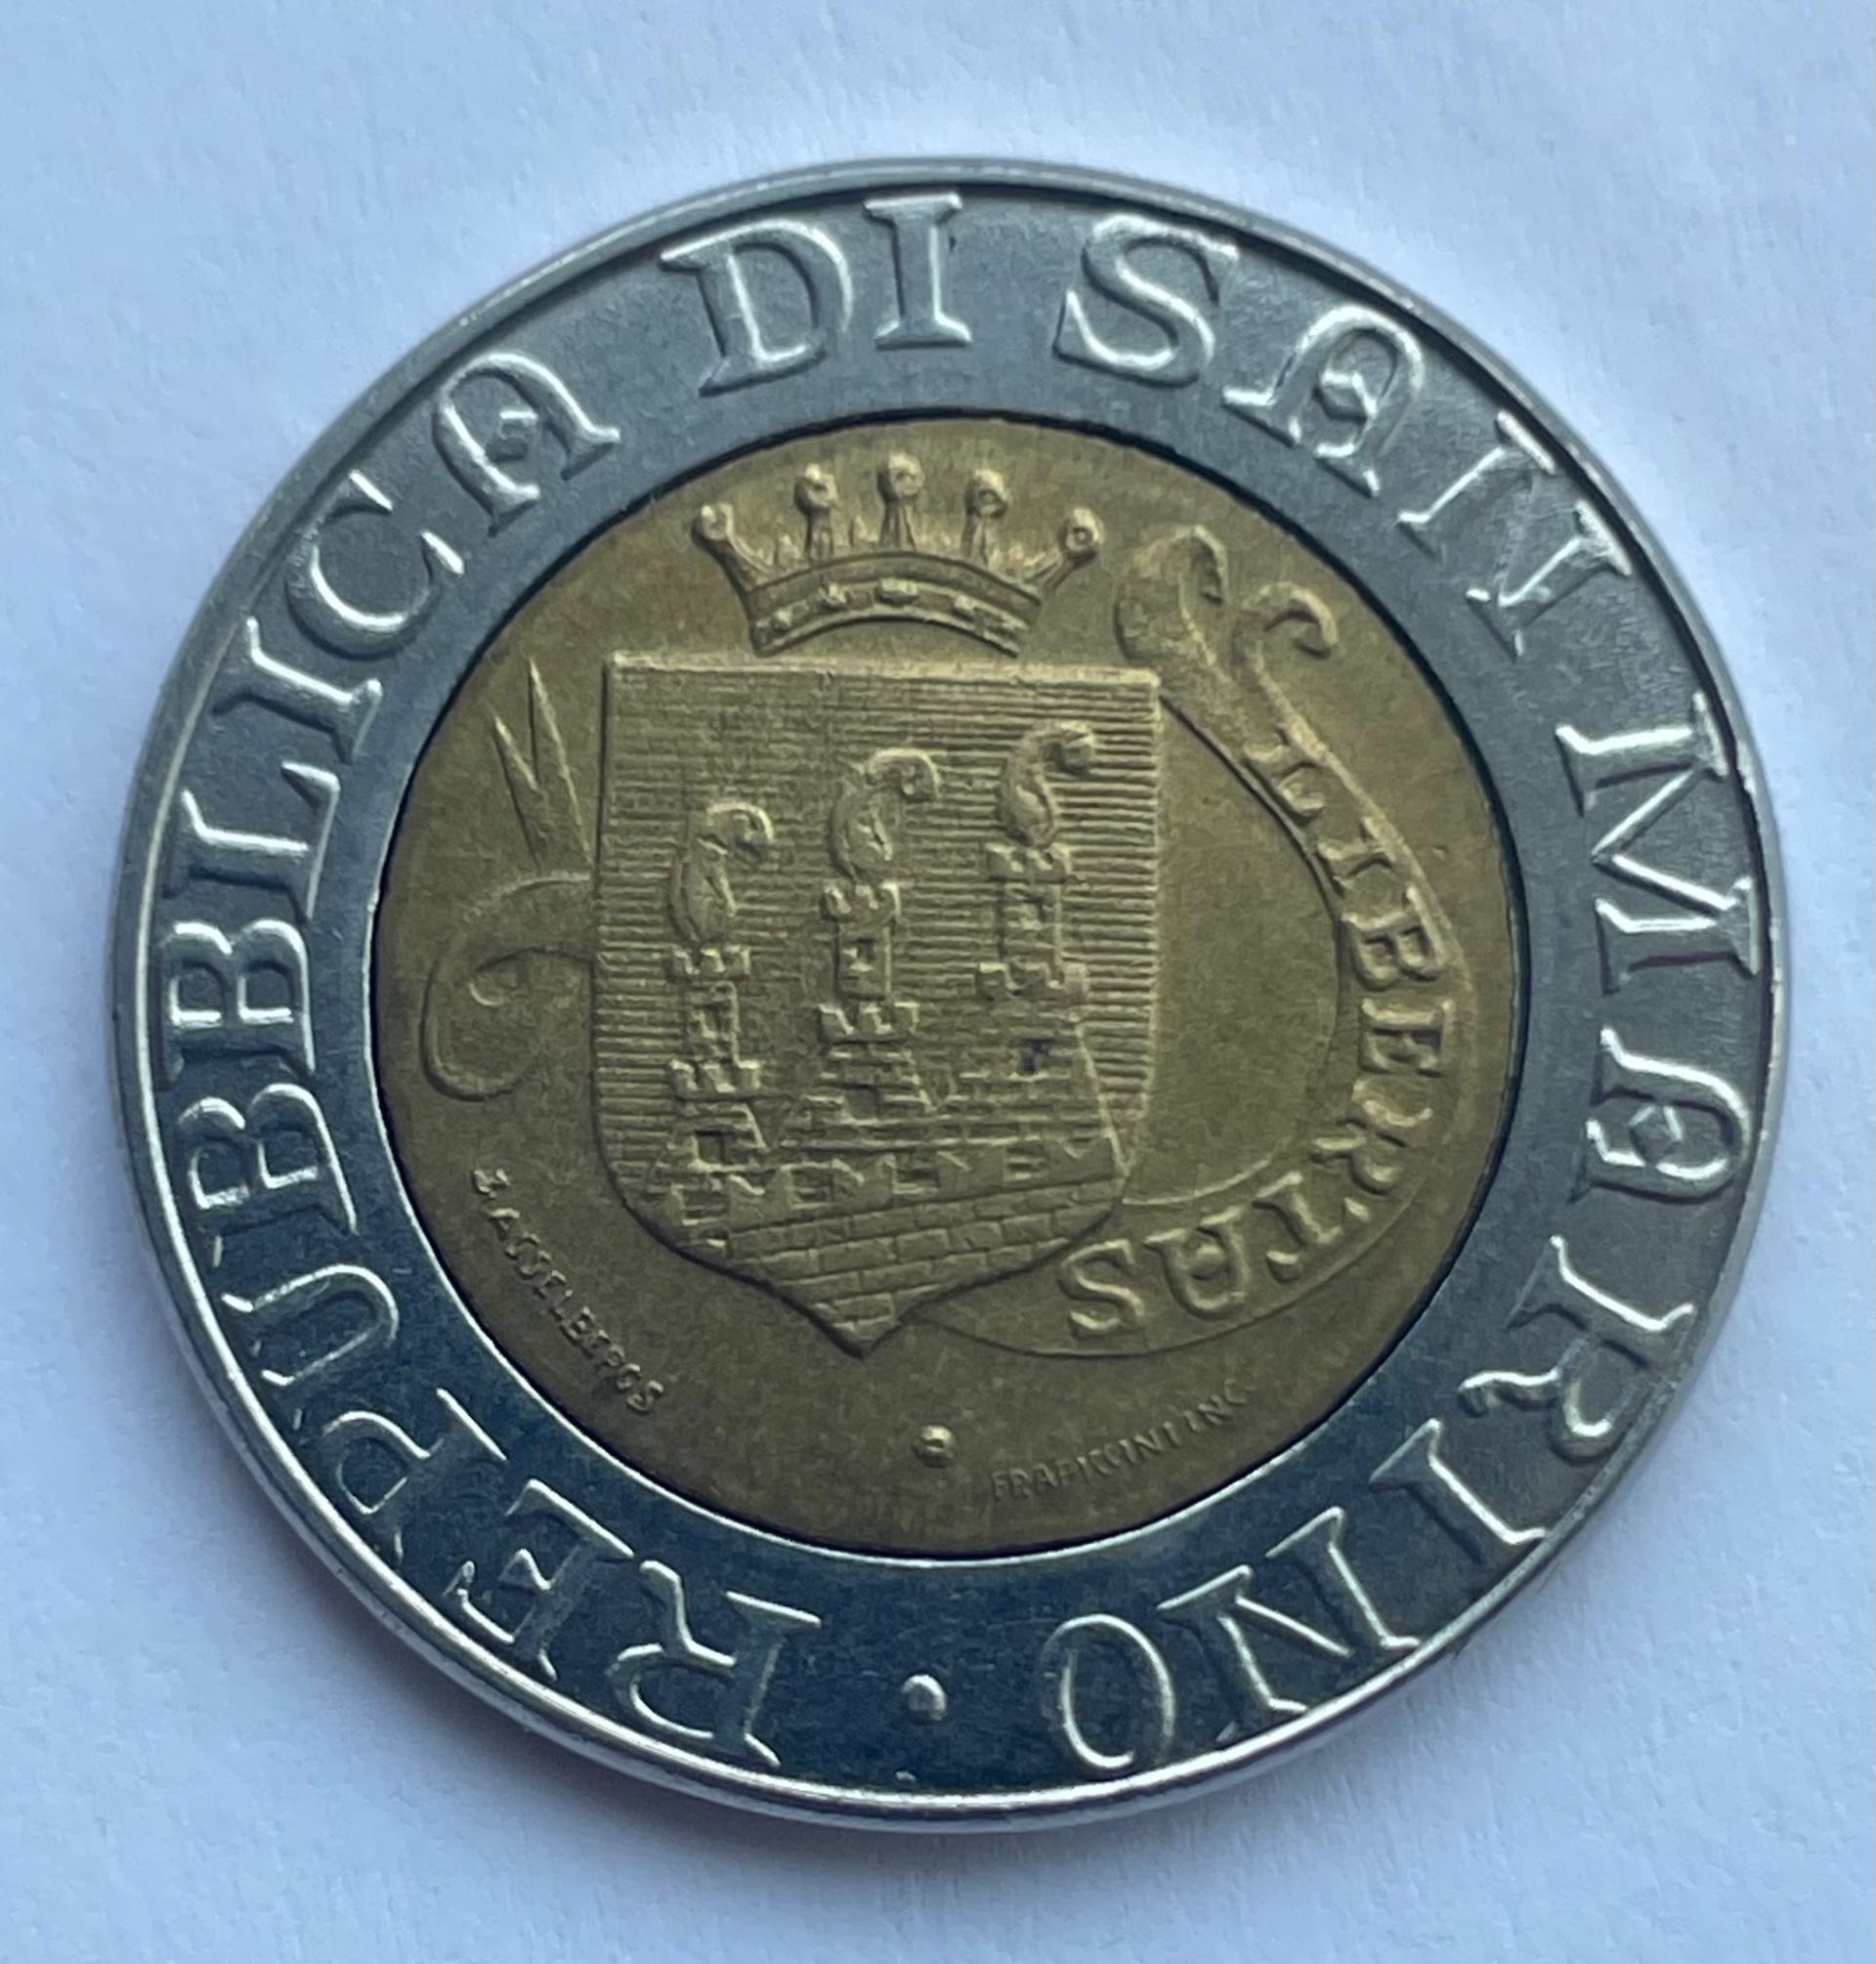 REPUBBLICA DI SAN MARINO
LIBERTAS
FRAPICCINI INC